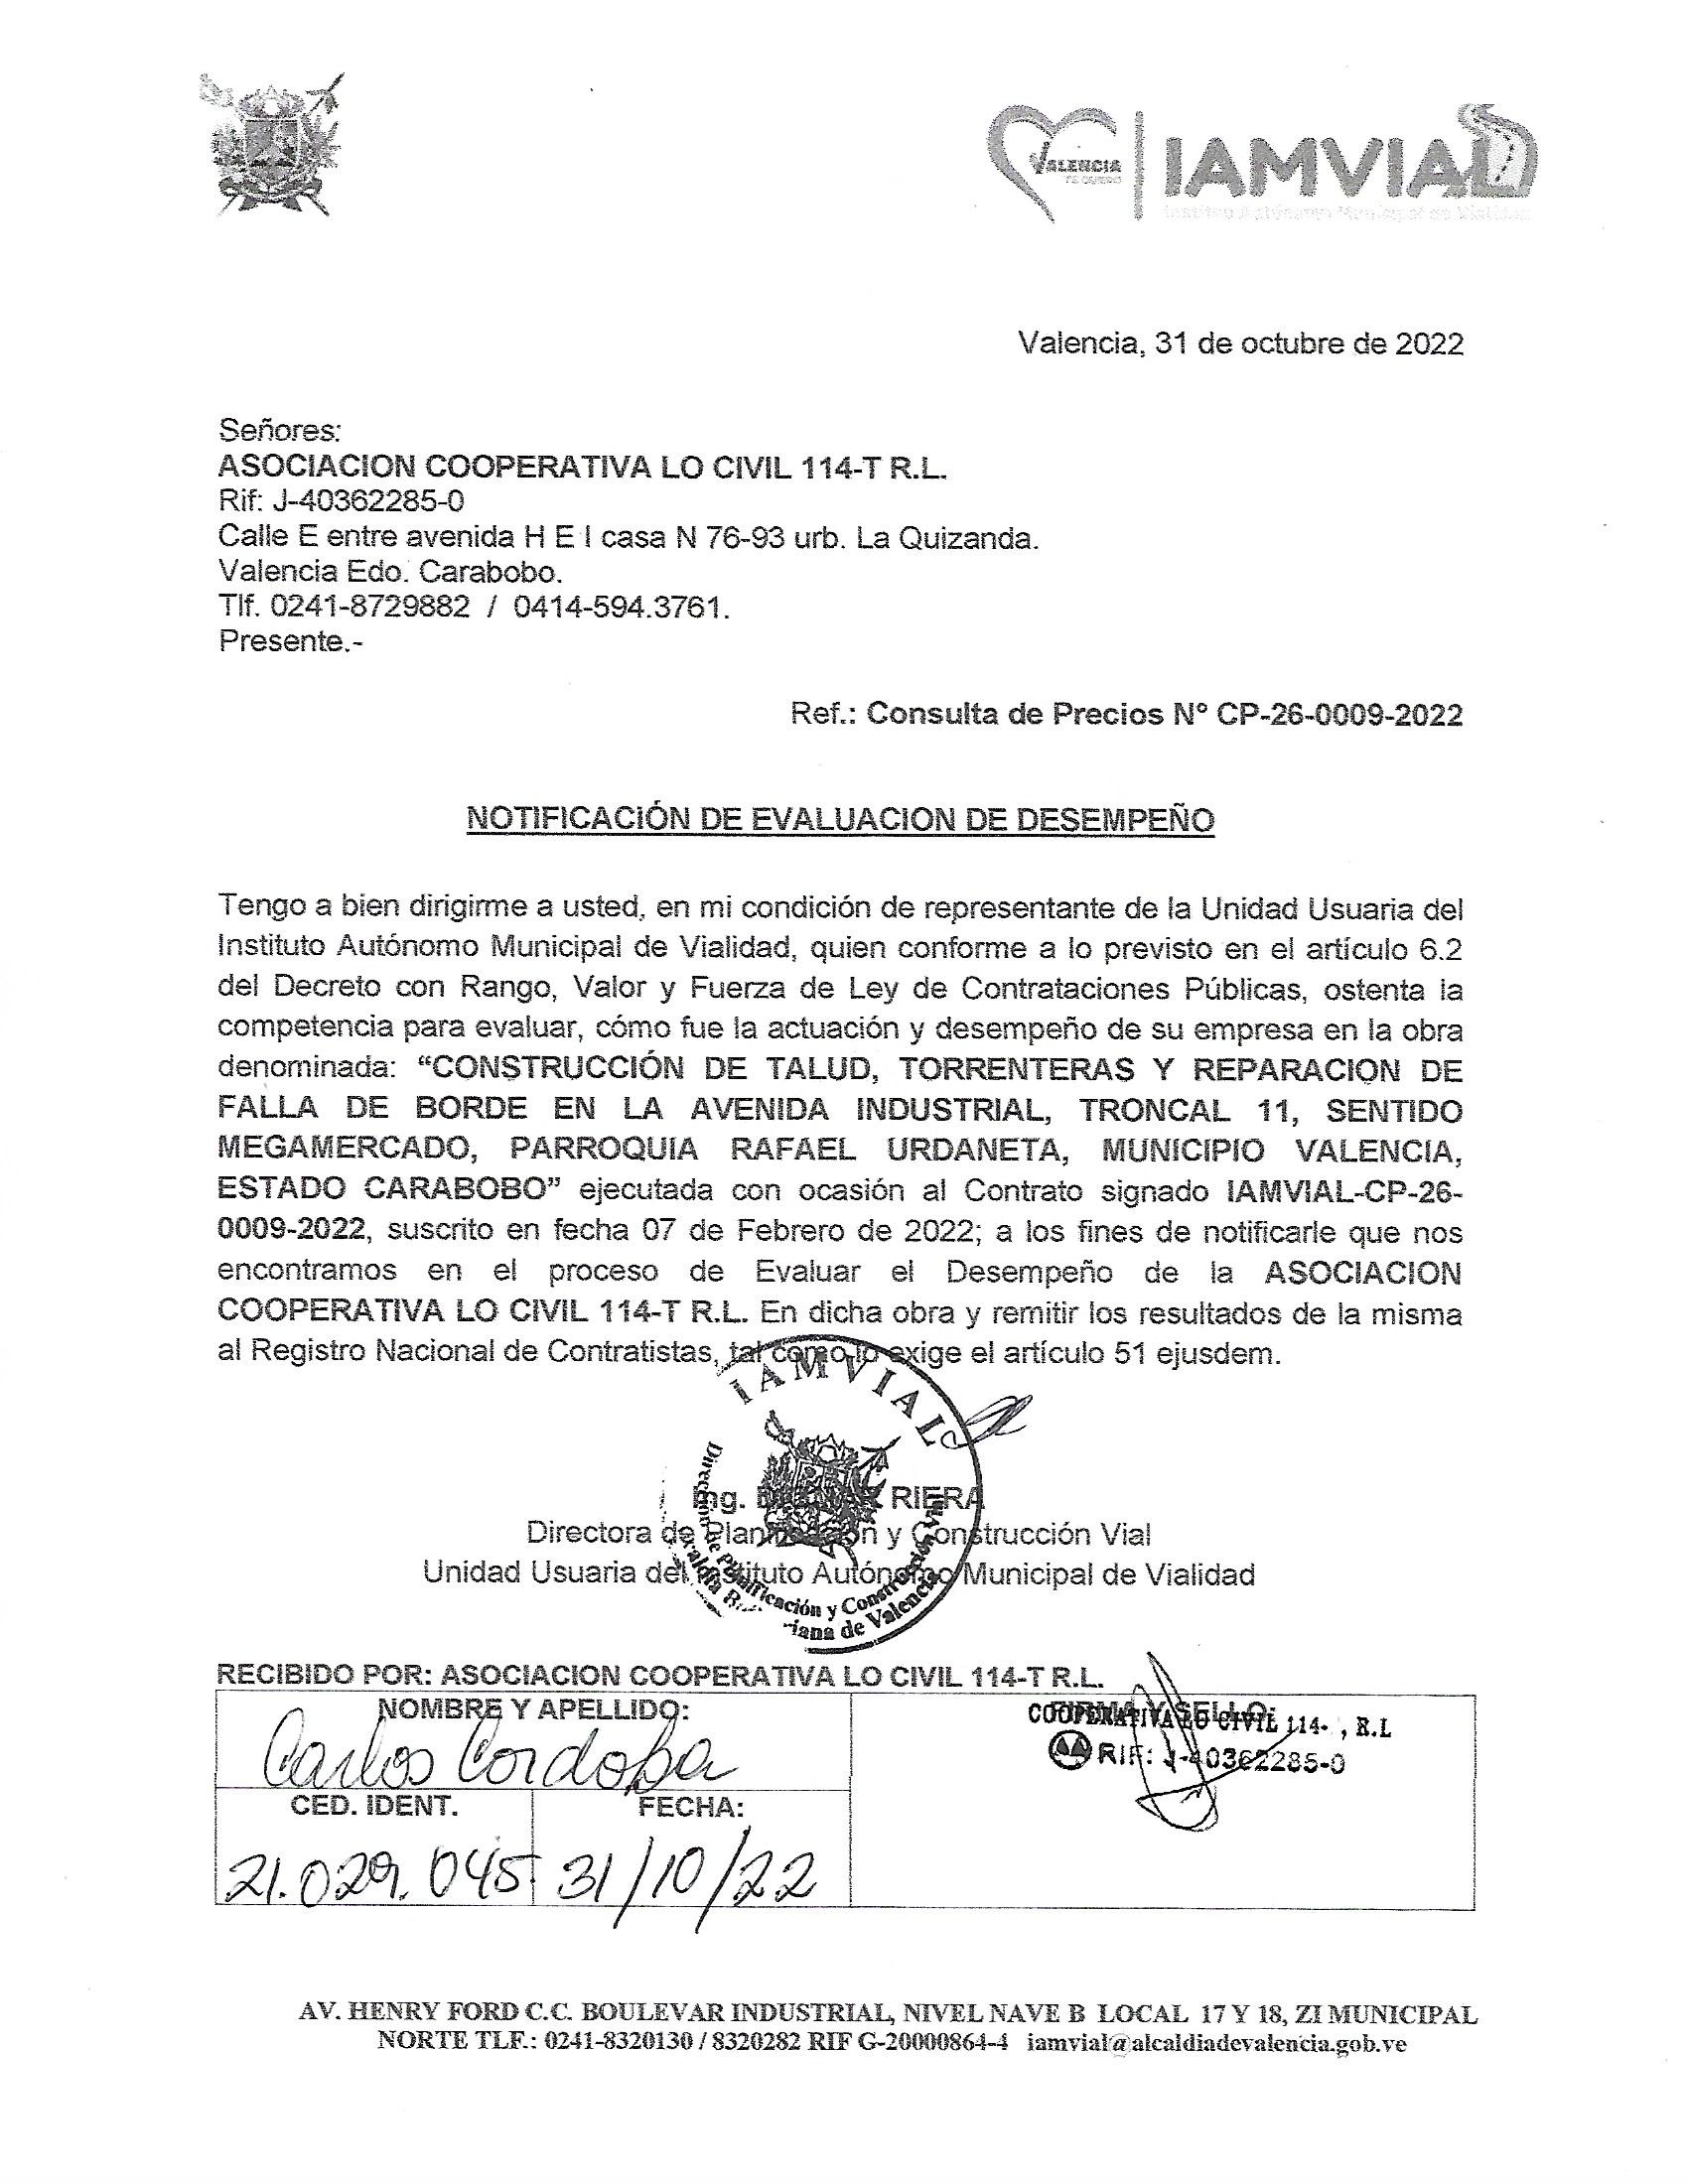 VALENCIA
TE QUIERO
IAMVIAL
Instituto Autónomo Municipal de Vialidad
Valencia, 31 de octubre de 2022
Señores:
ASOCIACION COOPERATIVA LO CIVIL 114-T R.L.
Rif: J-40362285-0
Calle E entre avenida H E I casa N 76-93 urb. La Quizanda.
Valencia Edo. Carabobo.
Tlf. 0241-8729882 / 0414-594.3761.
Presente.-
Ref.: Consulta de Precios N° CP-26-0009-2022
NOTIFICACIÓN DE EVALUACION DE DESEMPEÑO
Tengo a bien dirigirme a usted, en mi condición de representante de la Unidad Usuaria del
Instituto Autónomo Municipal de Vialidad, quien conforme a lo previsto en el artículo 6.2
del Decreto con Rango, Valor y Fuerza de Ley de Contrataciones Públicas, ostenta la
competencia para evaluar, cómo fue la actuación y desempeño de su empresa en la obra
denominada: “CONSTRUCCIÓN DE TALUD, TORRENTERAS Y REPARACION DE
FALLA DE BORDE EN LA AVENIDA INDUSTRIAL, TRONCAL 11, SENTIDO
MEGAMERCADO, PARROQUIA RAFAEL URDANETA, MUNICIPIO VALENCIA,
ESTADO CARABOBO” ejecutada con ocasión al Contrato signado IAMVIAL-CP-26-
0009-2022, suscrito en fecha 07 de Febrero de 2022; a los fines de notificarle que nos
encontramos en el proceso de Evaluar el Desempeño de la ASOCIACION
COOPERATIVA LO CIVIL 114-T R.L. En dicha obra y remitir los resultados de la misma
al Registro Nacional de Contratistas, tal como lo exige el artículo 51 ejusdem.
IAMVIAL
Ing. RIERA
Directora de Planificación y Construcción Vial
Unidad Usuaria del Instituto Autónomo Municipal de Vialidad
Dirección de Planificación y Construcción Vial
de Valencia
RECIBIDO POR: ASOCIACION COOPERATIVA LO CIVIL 114-T R.L.
NOMBRE Y APELLIDO:
Carlos Cordoba
FIRMA Y SELLO:
COOPERATIVA LO CIVIL 114- , R.L
RIF: J-40362285-0
CED. IDENT.
FECHA:
21.029.045
31/10/22
AV. HENRY FORD C.C. BOULEVAR INDUSTRIAL, NIVEL NAVE B LOCAL 17 Y 18, ZI MUNICIPAL
NORTE TLF.: 0241-8320130 / 8320282 RIF G-20000864-4 iamvial@alcaldiadevalencia.gob.ve